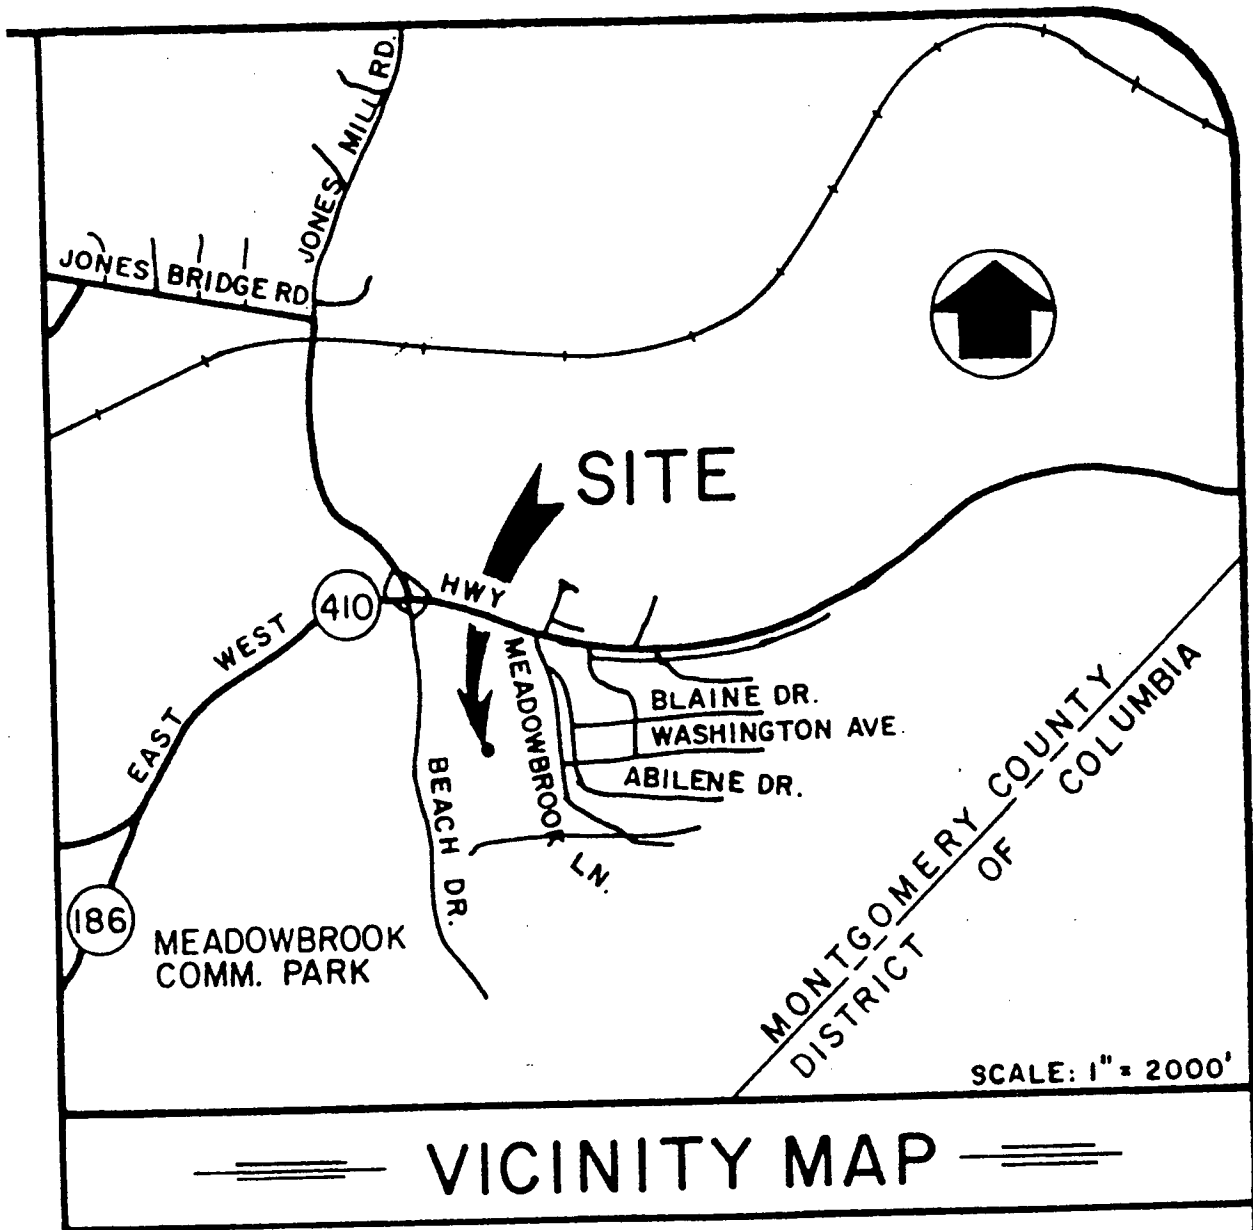 JONES MILL RD.
JONES BRIDGE RD
SITE
HWY
410
EAST WEST
MEADOWBROOK LN.
BLAINE DR.
WASHINGTON AVE.
ABILENE DR.
BEACH DR.
186
MEADOWBROOK
COMM. PARK
MONTGOMERY COUNTY
DISTRICT OF COLUMBIA
SCALE: 1" = 2000'
VICINITY MAP